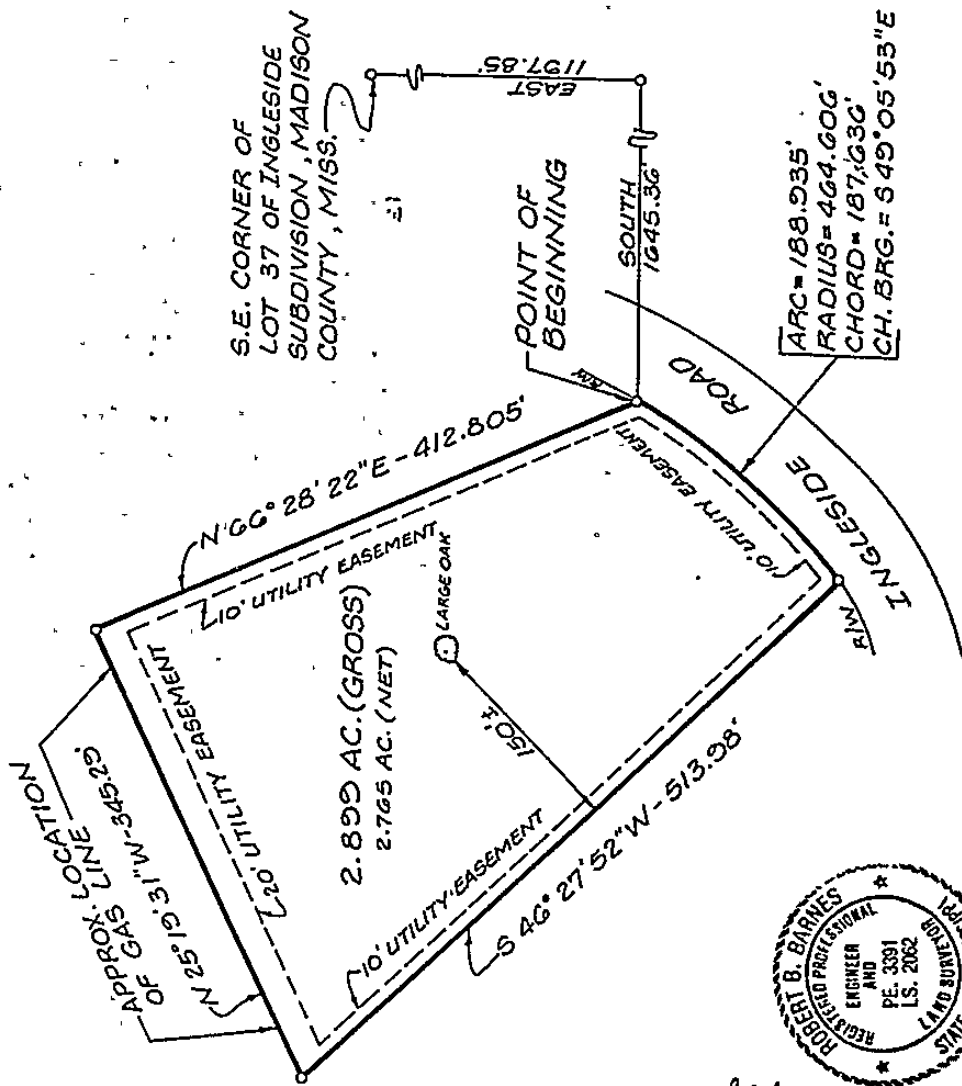 S.E. CORNER OF
LOT 37 OF INGLESIDE
SUBDIVISION, MADISON
COUNTY, MISS.
EAST
1197.85'
SOUTH
1645.36'
POINT OF
BEGINNING
R/W
ARC = 188.935'
RADIUS = 464.606'
CHORD = 187.636'
CH. BRG. = S 49° 05' 53" E
INGLESIDE ROAD
R/W
N 66° 28' 22" E - 412.805'
10' UTILITY EASEMENT
10' UTILITY EASEMENT
LARGE OAK
150'±
2.899 AC. (GROSS)
2.765 AC. (NET)
20' UTILITY EASEMENT
10' UTILITY EASEMENT
APPROX. LOCATION
OF GAS LINE
N 25° 19' 31" W - 345.29'
S 46° 27' 52" W - 513.98'
ROBERT B. BARNES
REGISTERED PROFESSIONAL
ENGINEER
AND
P.E. 3391
L.S. 2062
LAND SURVEYOR
STATE